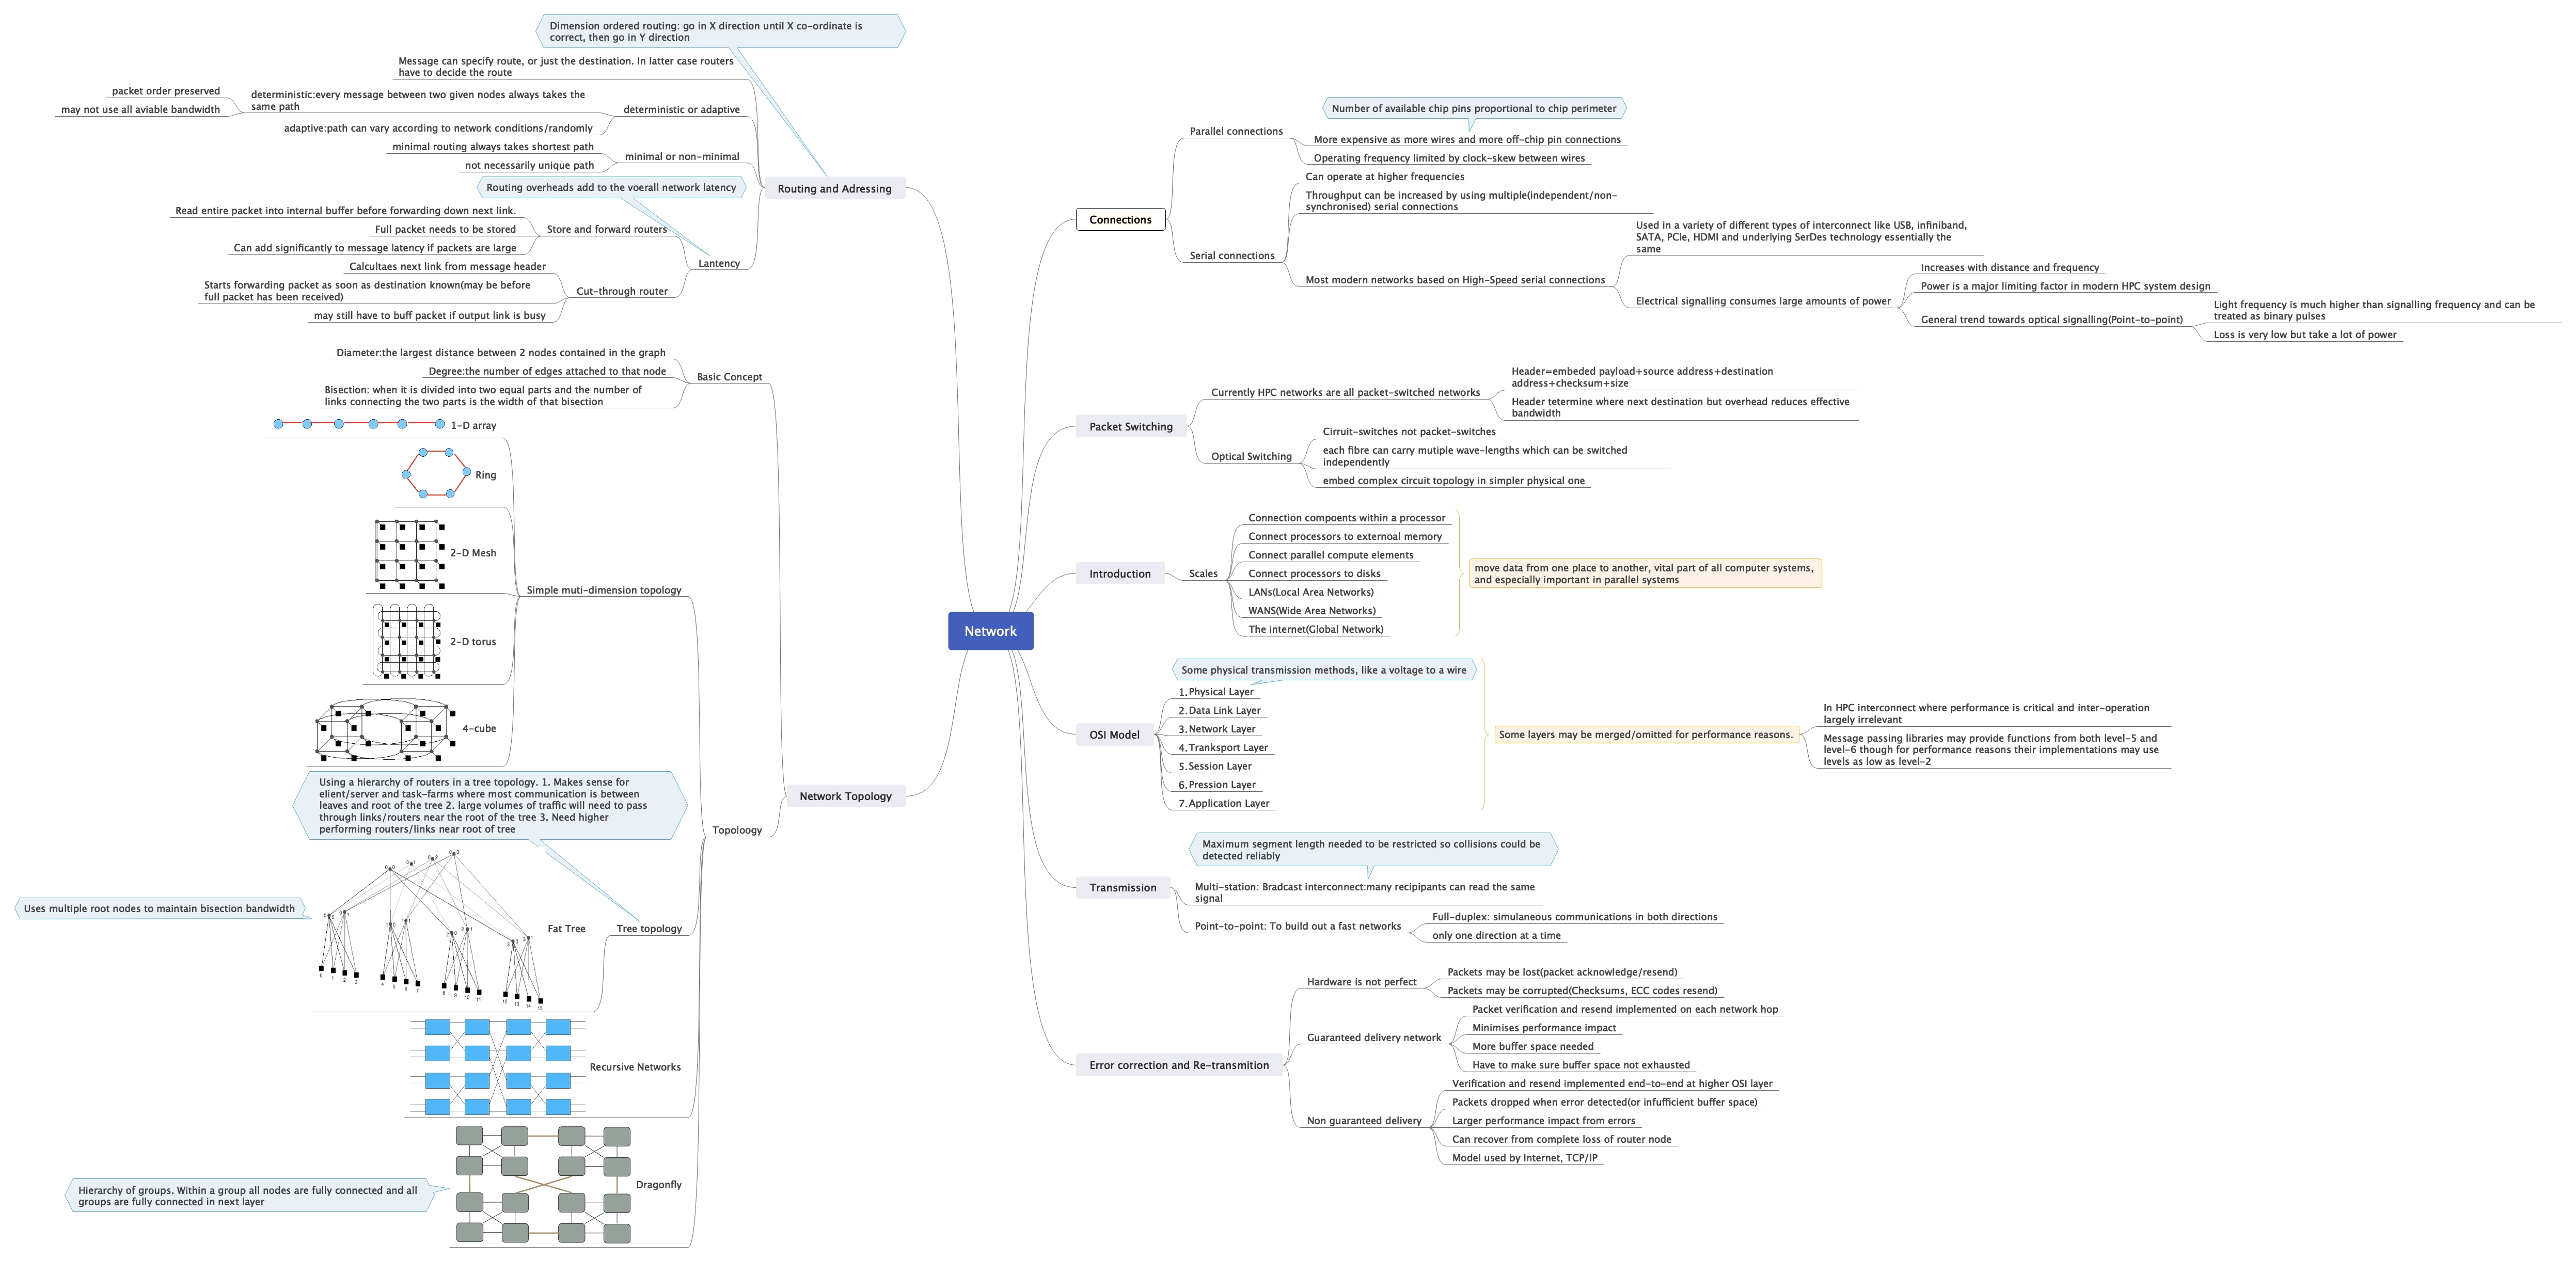 Network
Connections
Parallel connections
Number of available chip pins proportional to chip perimeter
More expensive as more wires and more off-chip pin connections
Operating frequency limited by clock-skew between wires
Serial connections
Can operate at higher frequencies
Throughput can be increased by using multiple(independent/non-
synchronised) serial connections
Most modern networks based on High-Speed serial connections
Used in a variety of different types of interconnect like USB, infiniband,
SATA, PCIe, HDMI and underlying SerDes technology essentially the
same
Electrical signalling consumes large amounts of power
Increases with distance and frequency
Power is a major limiting factor in modern HPC system design
General trend towards optical signalling(Point-to-point)
Light frequency is much higher than signalling frequency and can be
treated as binary pulses
Loss is very low but take a lot of power
Packet Switching
Currently HPC networks are all packet-switched networks
Header=embeded payload+source address+destination
address+checksum+size
Header tetermine where next destination but overhead reduces effective
bandwidth
Optical Switching
Cirruit-switches not packet-switches
each fibre can carry mutiple wave-lengths which can be switched
independently
embed complex circuit topology in simpler physical one
Introduction
Scales
Connection compoents within a processor
Connect processors to externoal memory
Connect parallel compute elements
Connect processors to disks
LANs(Local Area Networks)
WANS(Wide Area Networks)
The internet(Global Network)
move data from one place to another, vital part of all computer systems,
and especially important in parallel systems
OSI Model
Some physical transmission methods, like a voltage to a wire
1.Physical Layer
2.Data Link Layer
3.Network Layer
4.Tranksport Layer
5.Session Layer
6.Pression Layer
7.Application Layer
Some layers may be merged/omitted for performance reasons.
In HPC interconnect where performance is critical and inter-operation
largely irrelevant
Message passing libraries may provide functions from both level-5 and
level-6 though for performance reasons their implementations may use
levels as low as level-2
Transmission
Maximum segment length needed to be restricted so collisions could be
detected reliably
Multi-station: Bradcast interconnect:many recipipants can read the same
signal
Point-to-point: To build out a fast networks
Full-duplex: simultaneous communications in both directions
only one direction at a time
Error correction and Re-transmition
Hardware is not perfect
Packets may be lost(packet acknowledge/resend)
Packets may be corrupted(Checksums, ECC codes resend)
Guaranteed delivery network
Packet verification and resend implemented on each network hop
Minimises performance impact
More buffer space needed
Have to make sure buffer space not exhausted
Non guaranteed delivery
Verification and resend implemented end-to-end at higher OSI layer
Packets dropped when error detected(or infufficient buffer space)
Larger performance impact from errors
Can recover from complete loss of router node
Model used by Internet, TCP/IP
Routing and Adressing
Dimension ordered routing: go in X direction until X co-ordinate is
correct, then go in Y direction
Message can specify route, or just the destination. In latter case routers
have to decide the route
deterministic or adaptive
deterministic:every message between two given nodes always takes the
same path
packet order preserved
may not use all aviable bandwidth
adaptive:path can vary according to network conditions/randomly
minimal or non-minimal
minimal routing always takes shortest path
not necessarily unique path
Routing overheads add to the voerall network latency
Lantency
Store and forward routers
Read entire packet into internal buffer before forwarding down next link.
Full packet needs to be stored
Can add significantly to message latency if packets are large
Cut-through router
Calcultaes next link from message header
Starts forwarding packet as soon as destination known(may be before
full packet has been received)
may still have to buff packet if output link is busy
Network Topology
Basic Concept
Diameter:the largest distance between 2 nodes contained in the graph
Degree:the number of edges attached to that node
Bisection: when it is divided into two equal parts and the number of
links connecting the two parts is the width of that bisection
Topoloogy
Simple muti-dimension topology
1-D array
Ring
2-D Mesh
2-D torus
4-cube
Using a hierarchy of routers in a tree topology. 1. Makes sense for
elient/server and task-farms where most communication is between
leaves and root of the tree 2. large volumes of traffic will need to pass
through links/routers near the root of the tree 3. Need higher
performing routers/links near root of tree
Tree topology
Fat Tree
Uses multiple root nodes to maintain bisection bandwidth
0 1 2 3
4 5 6 7
8 9 10 11
12 13 14 15
Recursive Networks
Dragonfly
Hierarchy of groups. Within a group all nodes are fully connected and all
groups are fully connected in next layer